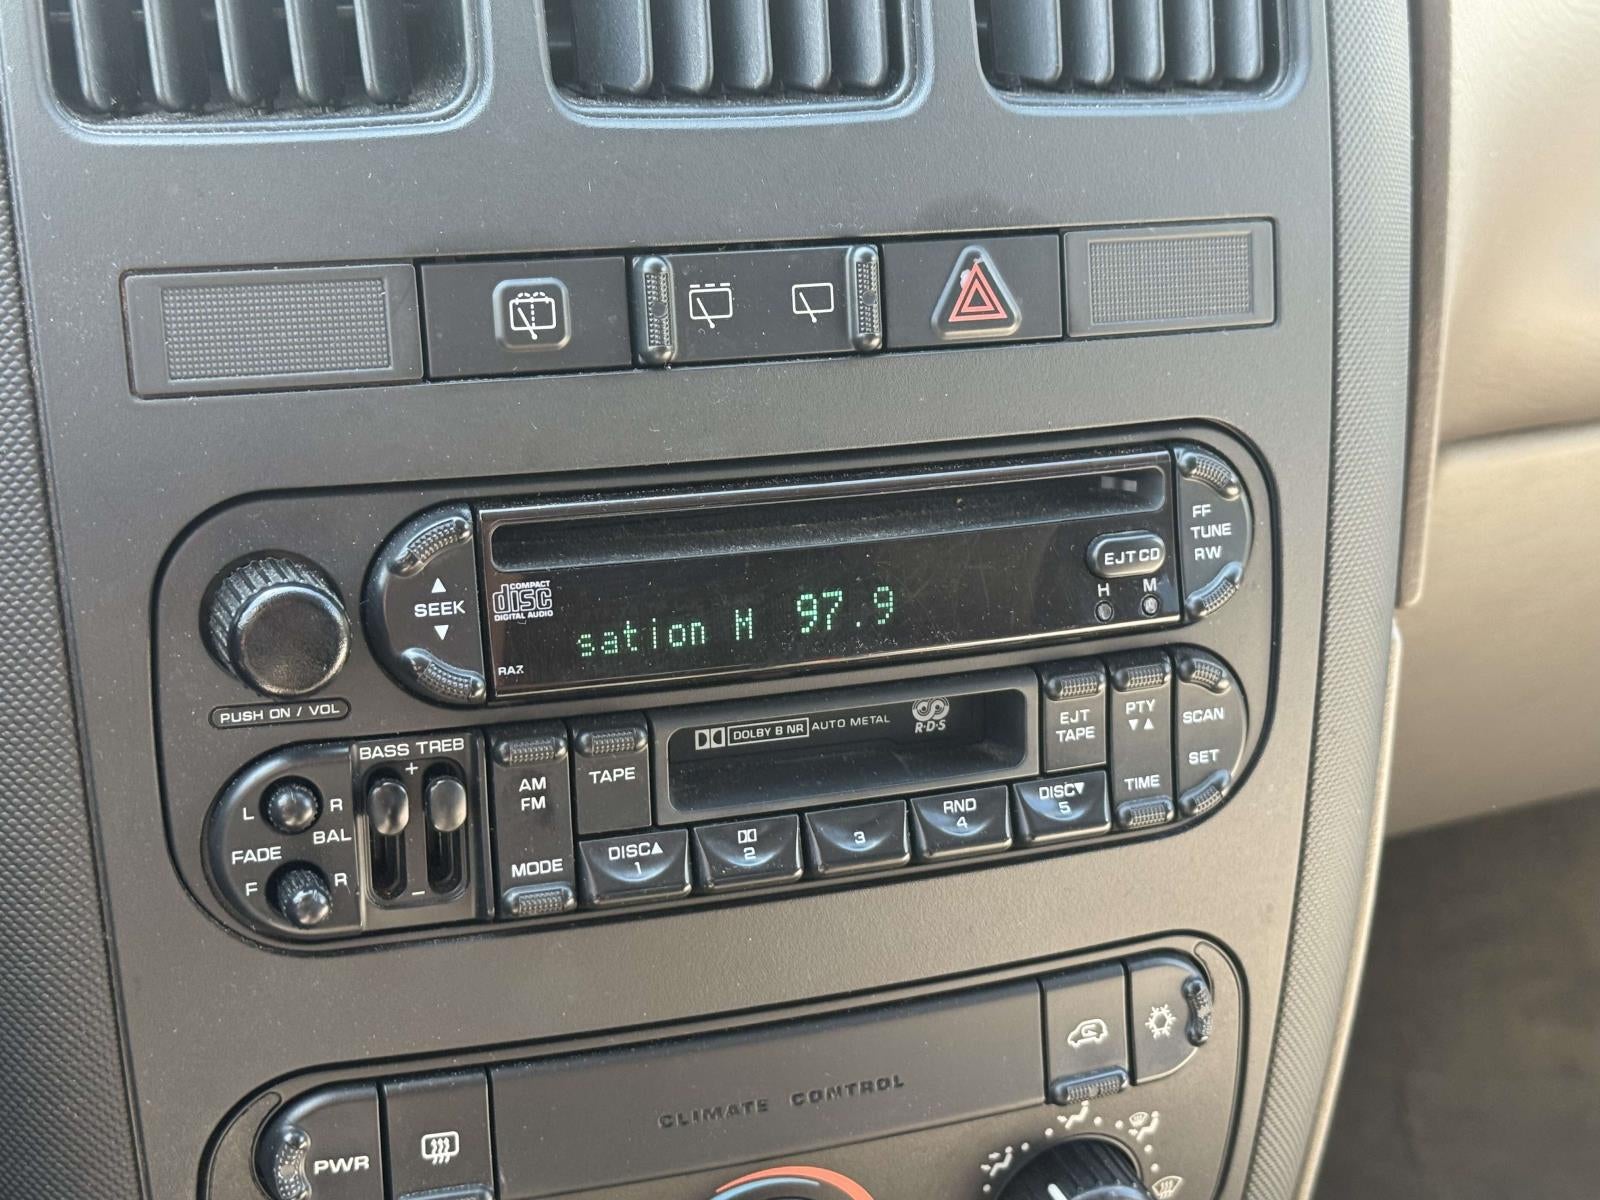 COMPACT
disc
DIGITAL AUDIO
SEEK
sation M 97.9
RAZ
EJT CD
H M
FF
TUNE
RW
PUSH ON / VOL
BASS TREB
+
−
L R
BAL
FADE
F R
AM
FM
MODE
TAPE
DOLBY B NR AUTO METAL
R·D·S
EJT
TAPE
PTY
TIME
SCAN
SET
DISC
1
2
3
RND
4
DISC
5
CLIMATE CONTROL
PWR